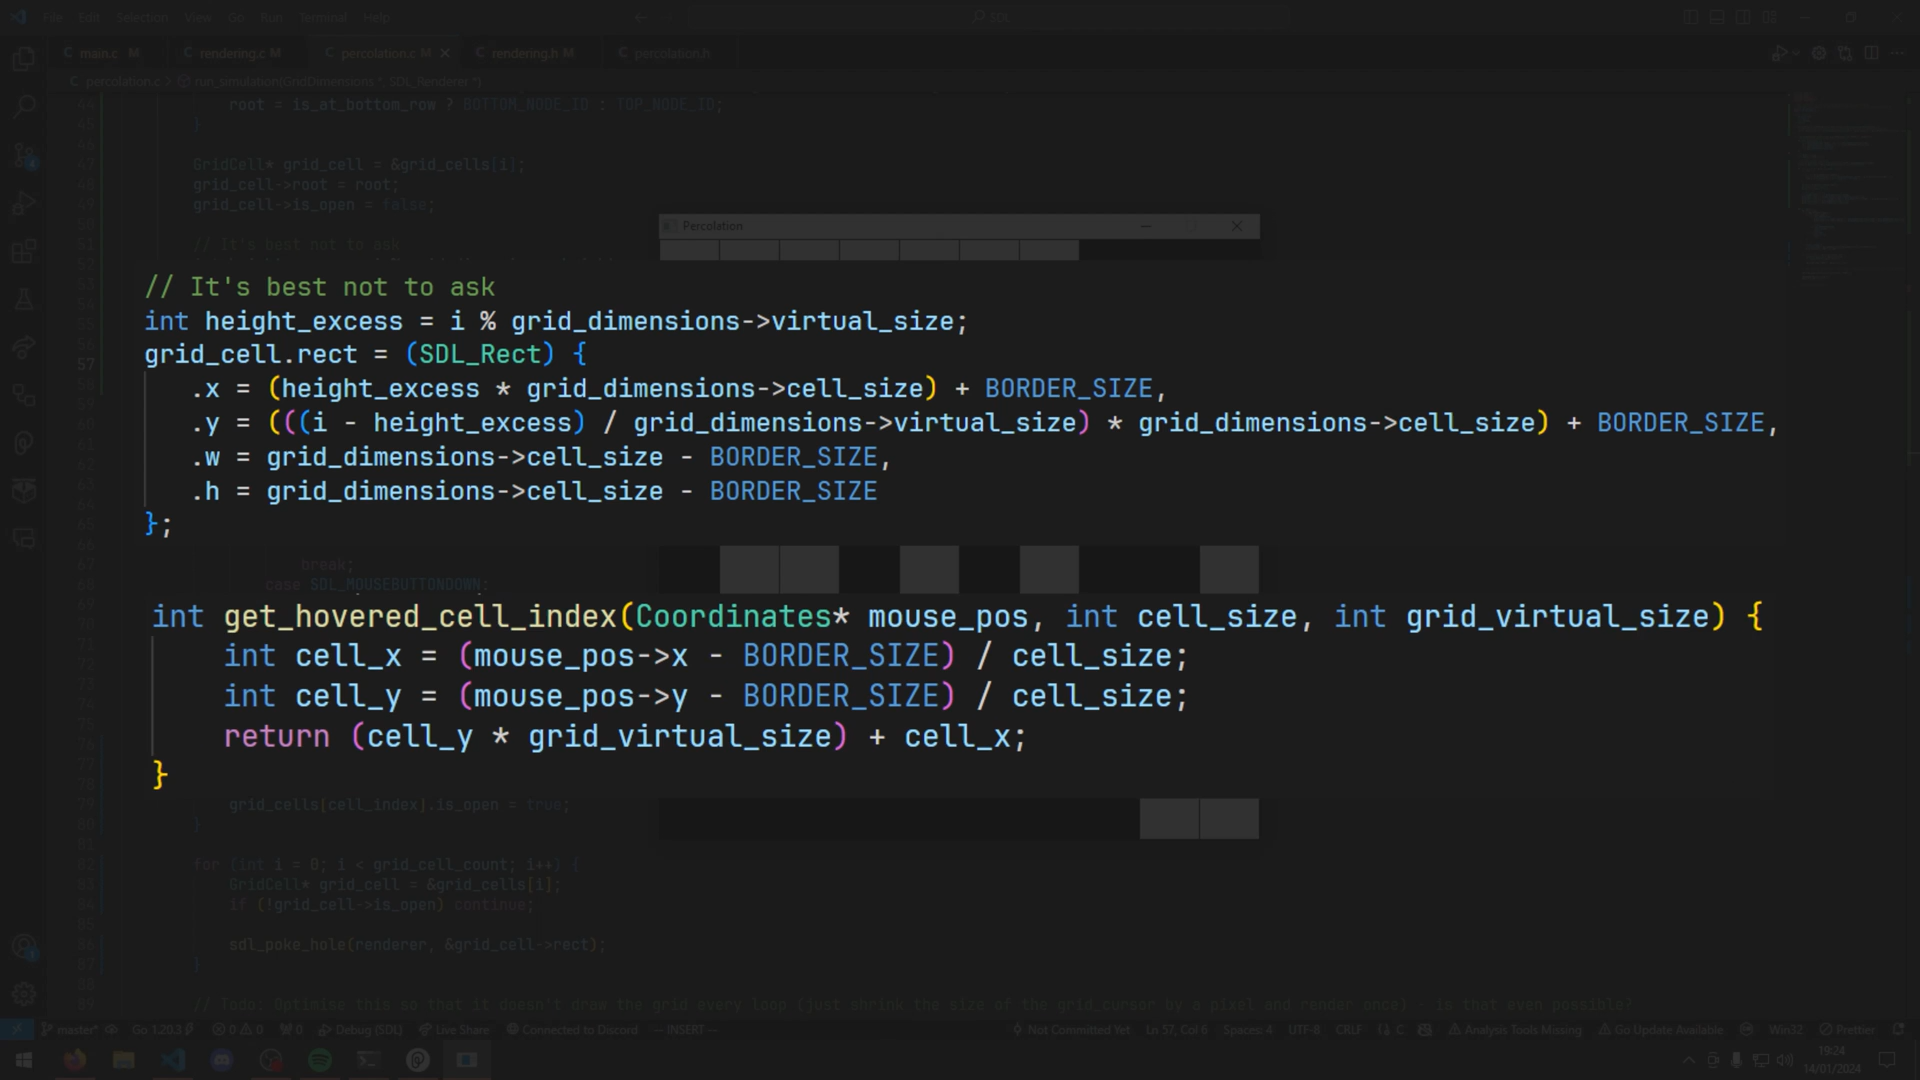 File Edit Selection View Go Run Terminal Help
SDL
main.c M
rendering.c M
percolation.c M
rendering.h M
percolation.h
percolation.c > run_simulation(GridDimensions *, SDL_Renderer *)
root = is_at_bottom_row ? BOTTOM_NODE_ID : TOP_NODE_ID;
}
GridCell* grid_cell = &grid_cells[i];
grid_cell->root = root;
grid_cell->is_open = false;
Percolation
// It's best not to ask
// It's best not to ask
int height_excess = i % grid_dimensions->virtual_size;
grid_cell.rect = (SDL_Rect) {
.x = (height_excess * grid_dimensions->cell_size) + BORDER_SIZE,
.y = (((i - height_excess) / grid_dimensions->virtual_size) * grid_dimensions->cell_size) + BORDER_SIZE,
.w = grid_dimensions->cell_size - BORDER_SIZE,
.h = grid_dimensions->cell_size - BORDER_SIZE
};
break;
case SDL_MOUSEBUTTONDOWN:
int get_hovered_cell_index(Coordinates* mouse_pos, int cell_size, int grid_virtual_size) {
int cell_x = (mouse_pos->x - BORDER_SIZE) / cell_size;
int cell_y = (mouse_pos->y - BORDER_SIZE) / cell_size;
return (cell_y * grid_virtual_size) + cell_x;
}
grid_cells[cell_index].is_open = true;
}
for (int i = 0; i < grid_cell_count; i++) {
GridCell* grid_cell = &grid_cells[i];
if (!grid_cell->is_open) continue;
sdl_poke_hole(renderer, &grid_cell->rect);
}
// Todo: Optimise this so that it doesn't draw the grid every loop (just shrink the size of the grid_cursor by a pixel and render once) - is that even possible?
master* Go 1.20.3 0 0 0 Debug (SDL) Live Share Connected to Discord -- INSERT -- Not Committed Yet Ln 57, Col 6 Spaces: 4 UTF-8 CRLF {} C Analysis Tools Missing Go Update Available Win32 Prettier
19:24
14/01/2024